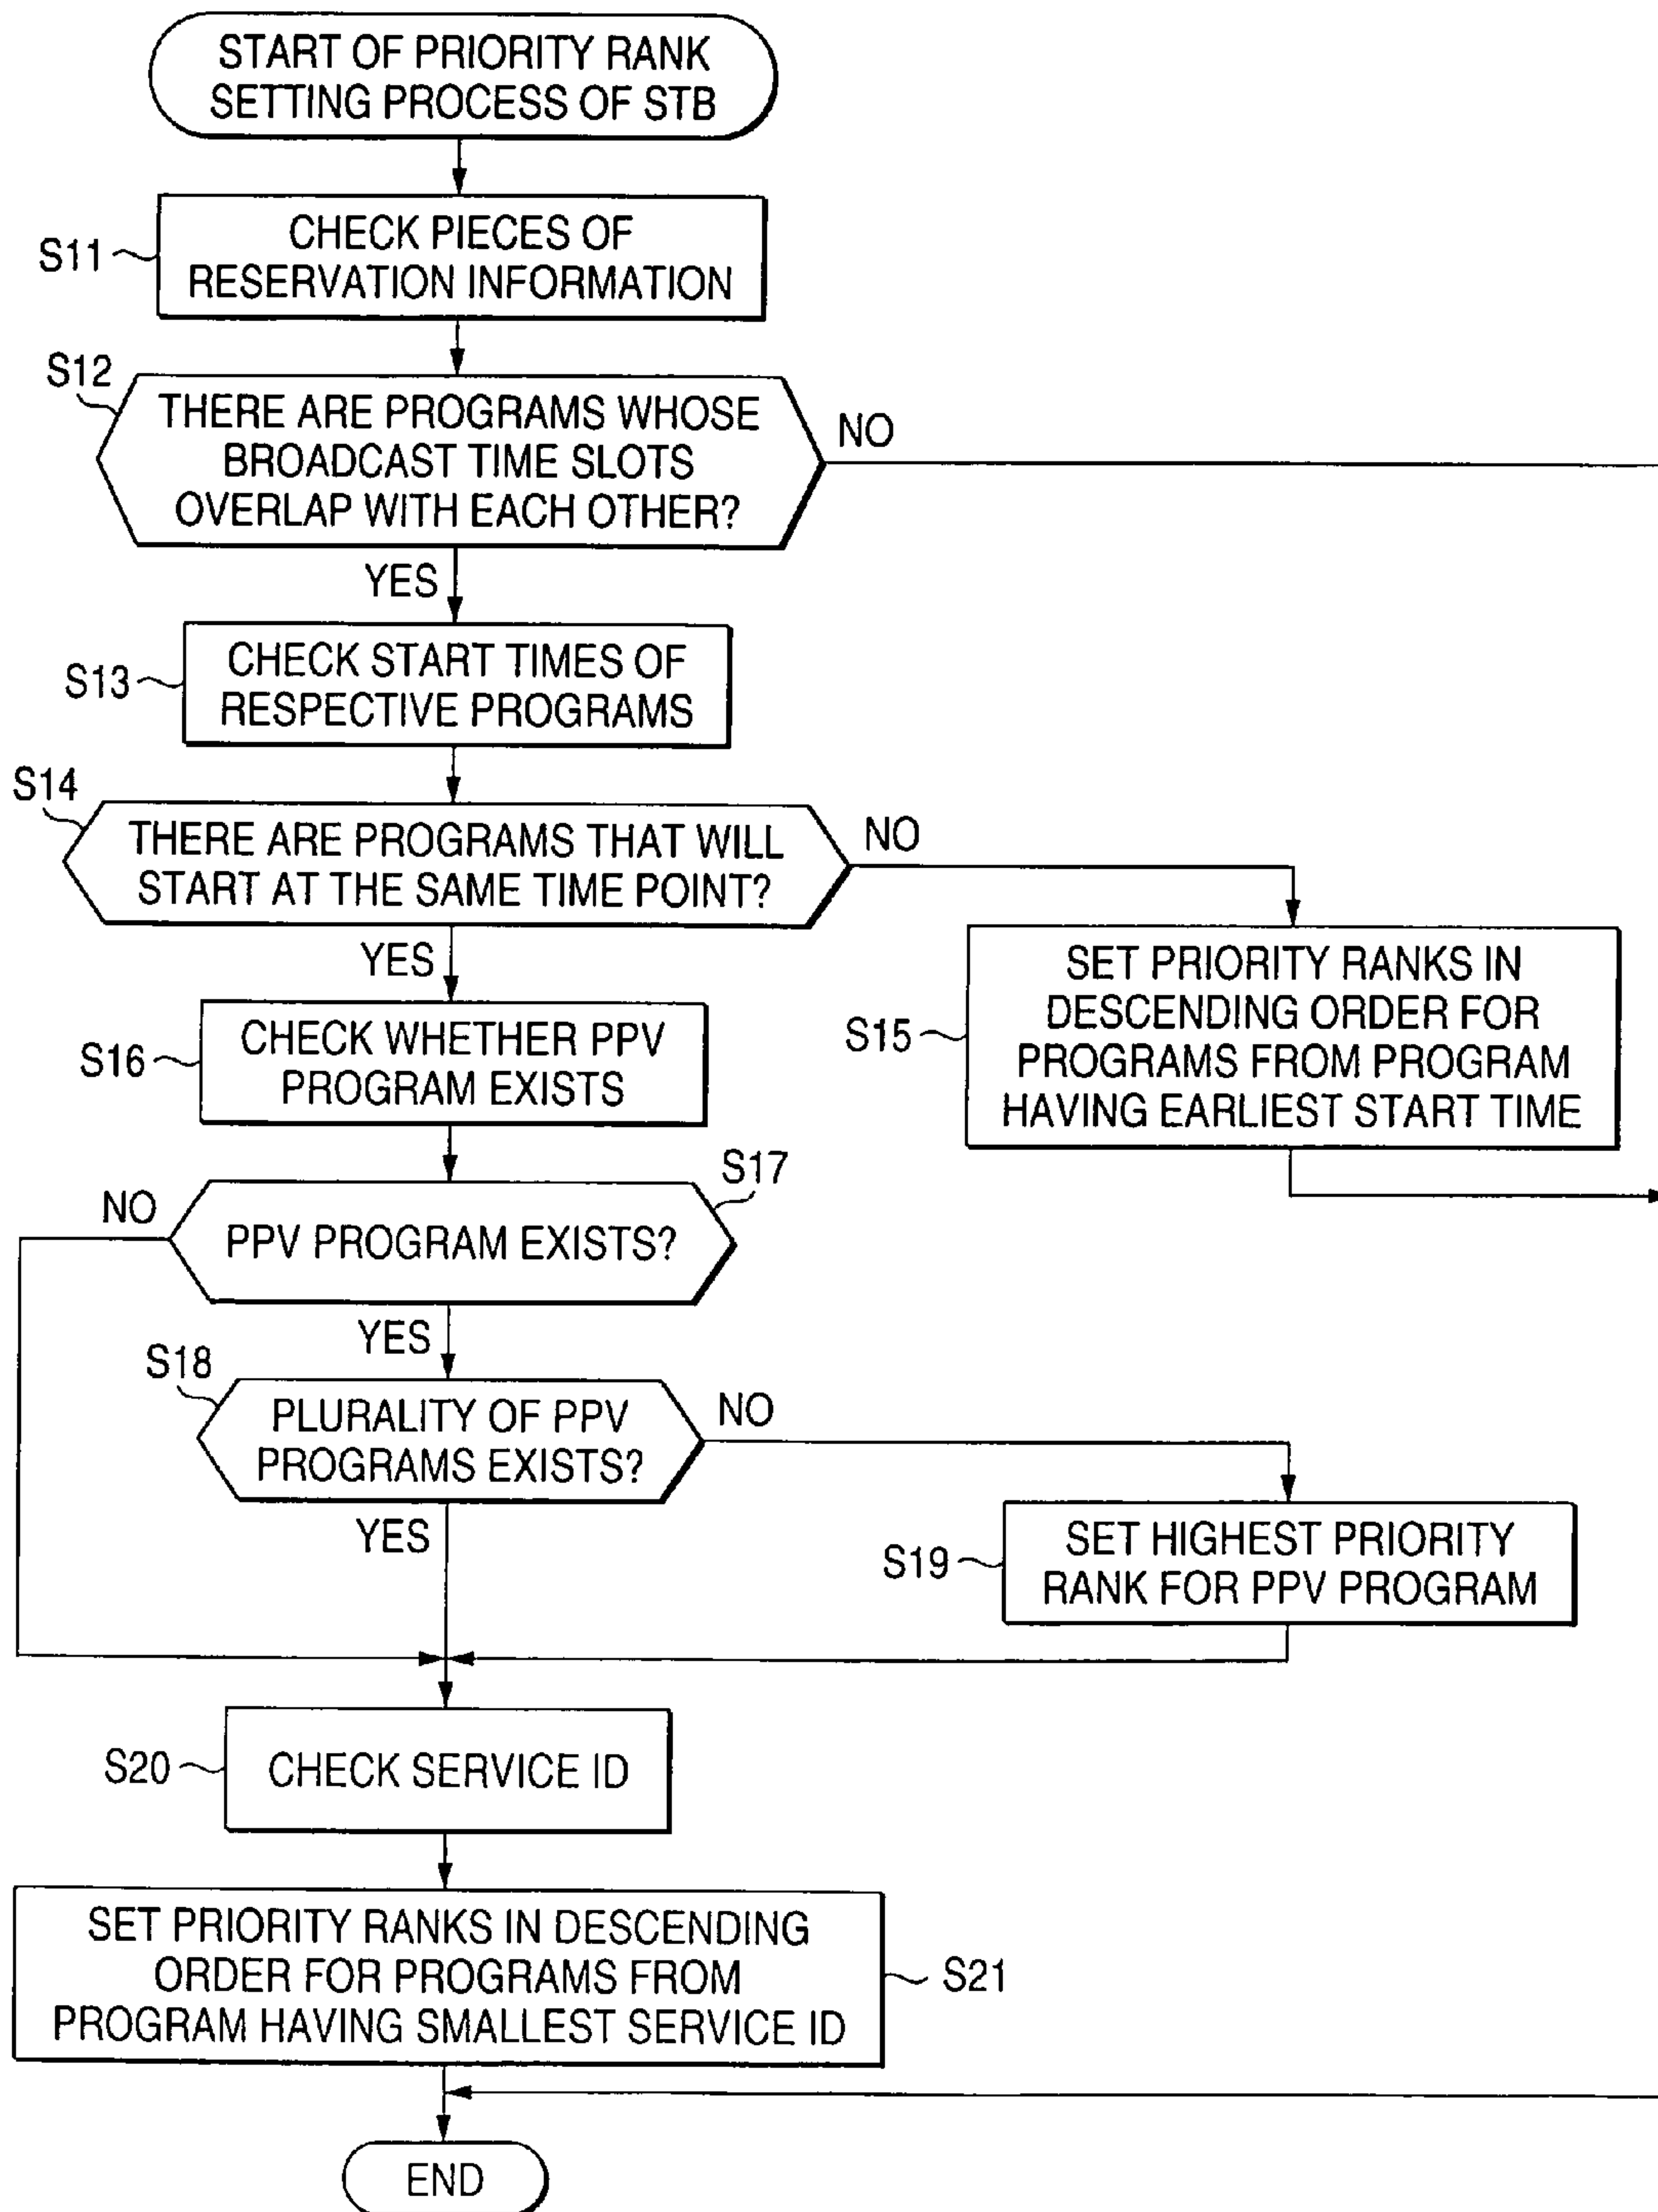 START OF PRIORITY RANK
SETTING PROCESS OF STB
S11
CHECK PIECES OF
RESERVATION INFORMATION
S12
THERE ARE PROGRAMS WHOSE
BROADCAST TIME SLOTS
OVERLAP WITH EACH OTHER?
NO
YES
S13
CHECK START TIMES OF
RESPECTIVE PROGRAMS
S14
THERE ARE PROGRAMS THAT WILL
START AT THE SAME TIME POINT?
NO
YES
S15
SET PRIORITY RANKS IN
DESCENDING ORDER FOR
PROGRAMS FROM PROGRAM
HAVING EARLIEST START TIME
S16
CHECK WHETHER PPV
PROGRAM EXISTS
S17
NO
PPV PROGRAM EXISTS?
YES
S18
PLURALITY OF PPV
PROGRAMS EXISTS?
NO
YES
S19
SET HIGHEST PRIORITY
RANK FOR PPV PROGRAM
S20
CHECK SERVICE ID
SET PRIORITY RANKS IN DESCENDING
ORDER FOR PROGRAMS FROM
PROGRAM HAVING SMALLEST SERVICE ID
S21
END